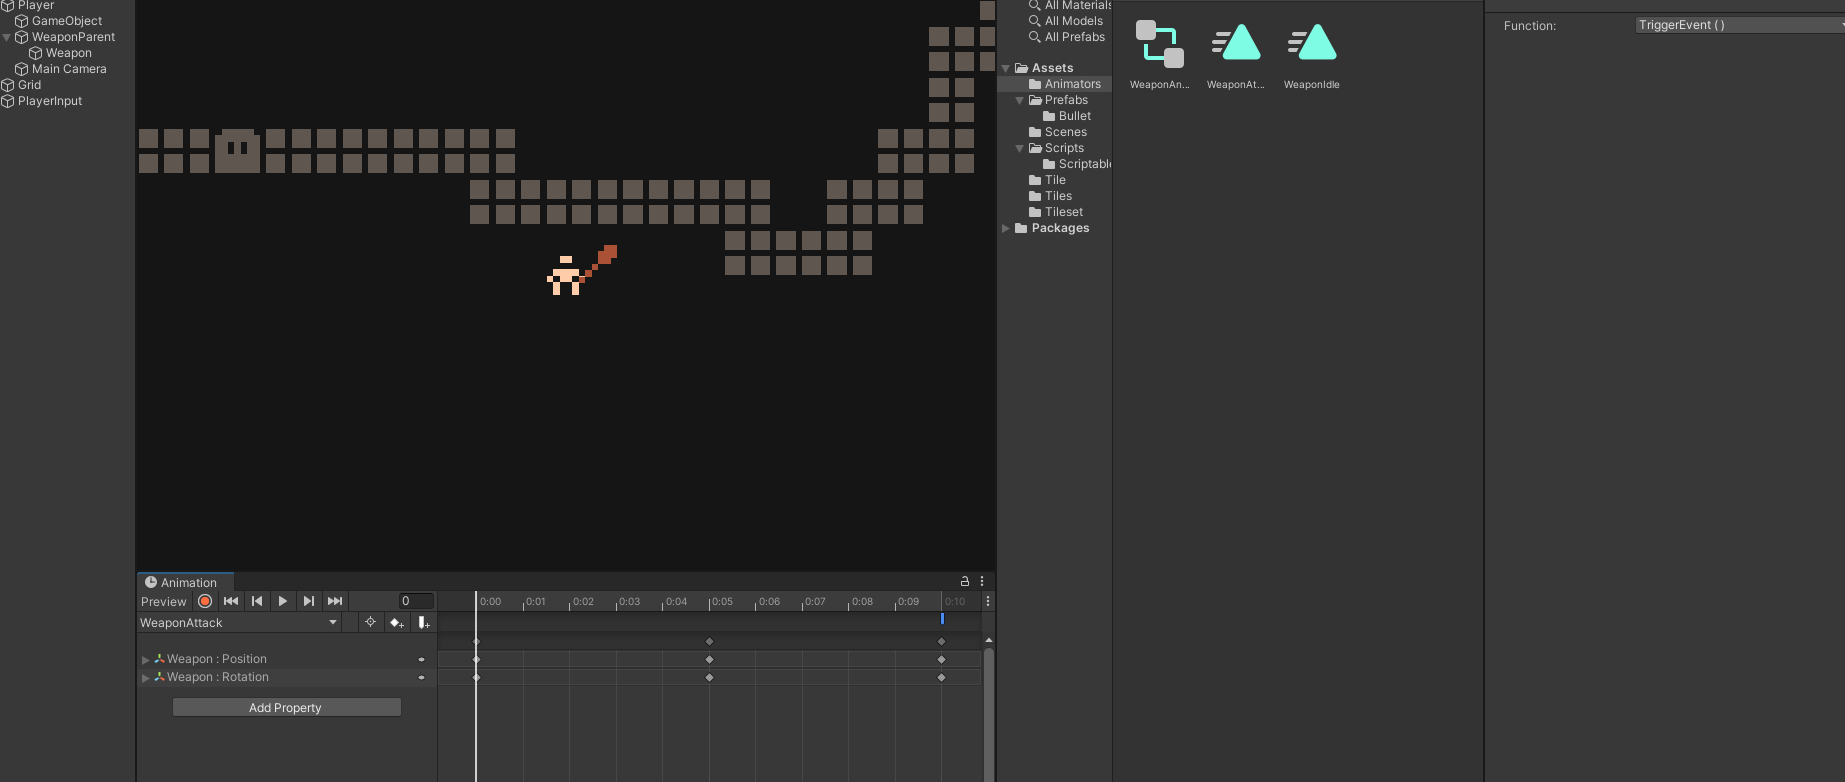 Player
GameObject
WeaponParent
Weapon
Main Camera
Grid
PlayerInput
Animation
Preview
0
0:00
0:01
0:02
0:03
0:04
0:05
0:06
0:07
0:08
0:09
0:10
WeaponAttack
Weapon : Position
Weapon : Rotation
Add Property
All Materials
All Models
All Prefabs
Assets
Animators
Prefabs
Bullet
Scenes
Scripts
Scriptabl
Tile
Tiles
Tileset
Packages
WeaponAn...
WeaponAt...
WeaponIdle
Function:
TriggerEvent ( )